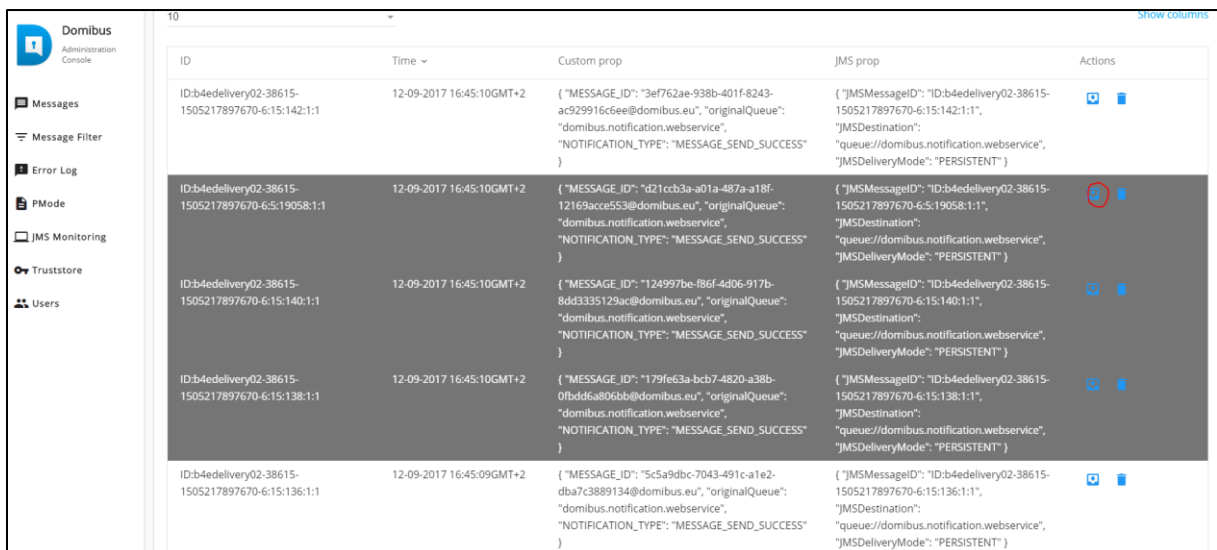 Domibus
Administration
Console
Messages
Message Filter
Error Log
PMode
JMS Monitoring
Truststore
Users
10
Show columns
ID Time Custom prop JMS prop Actions
ID:b4edelivery02-38615- 12-09-2017 16:45:10GMT+2 { "MESSAGE_ID": "3ef762ae-938b-401f-8243- { "JMSMessageID": "ID:b4edelivery02-38615-
1505217897670-6:15:142:1:1 ac929916c6ee@domibus.eu", "originalQueue": 1505217897670-6:15:142:1:1",
"domibus.notification.webservice", "JMSDestination":
"NOTIFICATION_TYPE": "MESSAGE_SEND_SUCCESS" "queue://domibus.notification.webservice",
} "JMSDeliveryMode": "PERSISTENT" }
ID:b4edelivery02-38615- 12-09-2017 16:45:10GMT+2 { "MESSAGE_ID": "d21ccb3a-a01a-487a-a18f- { "JMSMessageID": "ID:b4edelivery02-38615-
1505217897670-6:5:19058:1:1 12169acce553@domibus.eu", "originalQueue": 1505217897670-6:5:19058:1:1",
"domibus.notification.webservice", "JMSDestination":
"NOTIFICATION_TYPE": "MESSAGE_SEND_SUCCESS" "queue://domibus.notification.webservice",
} "JMSDeliveryMode": "PERSISTENT" }
ID:b4edelivery02-38615- 12-09-2017 16:45:10GMT+2 { "MESSAGE_ID": "124997be-f86f-4d06-917b- { "JMSMessageID": "ID:b4edelivery02-38615-
1505217897670-6:15:140:1:1 8dd3335129ac@domibus.eu", "originalQueue": 1505217897670-6:15:140:1:1",
"domibus.notification.webservice", "JMSDestination":
"NOTIFICATION_TYPE": "MESSAGE_SEND_SUCCESS" "queue://domibus.notification.webservice",
} "JMSDeliveryMode": "PERSISTENT" }
ID:b4edelivery02-38615- 12-09-2017 16:45:10GMT+2 { "MESSAGE_ID": "179fe63a-bcb7-4820-a38b- { "JMSMessageID": "ID:b4edelivery02-38615-
1505217897670-6:15:138:1:1 0fbdd6a806bb@domibus.eu", "originalQueue": 1505217897670-6:15:138:1:1",
"domibus.notification.webservice", "JMSDestination":
"NOTIFICATION_TYPE": "MESSAGE_SEND_SUCCESS" "queue://domibus.notification.webservice",
} "JMSDeliveryMode": "PERSISTENT" }
ID:b4edelivery02-38615- 12-09-2017 16:45:09GMT+2 { "MESSAGE_ID": "5c5a9dbc-7043-491c-a1e2- { "JMSMessageID": "ID:b4edelivery02-38615-
1505217897670-6:15:136:1:1 dba7c3889134@domibus.eu", "originalQueue": 1505217897670-6:15:136:1:1",
"domibus.notification.webservice", "JMSDestination":
"NOTIFICATION_TYPE": "MESSAGE_SEND_SUCCESS" "queue://domibus.notification.webservice",
} "JMSDeliveryMode": "PERSISTENT" }